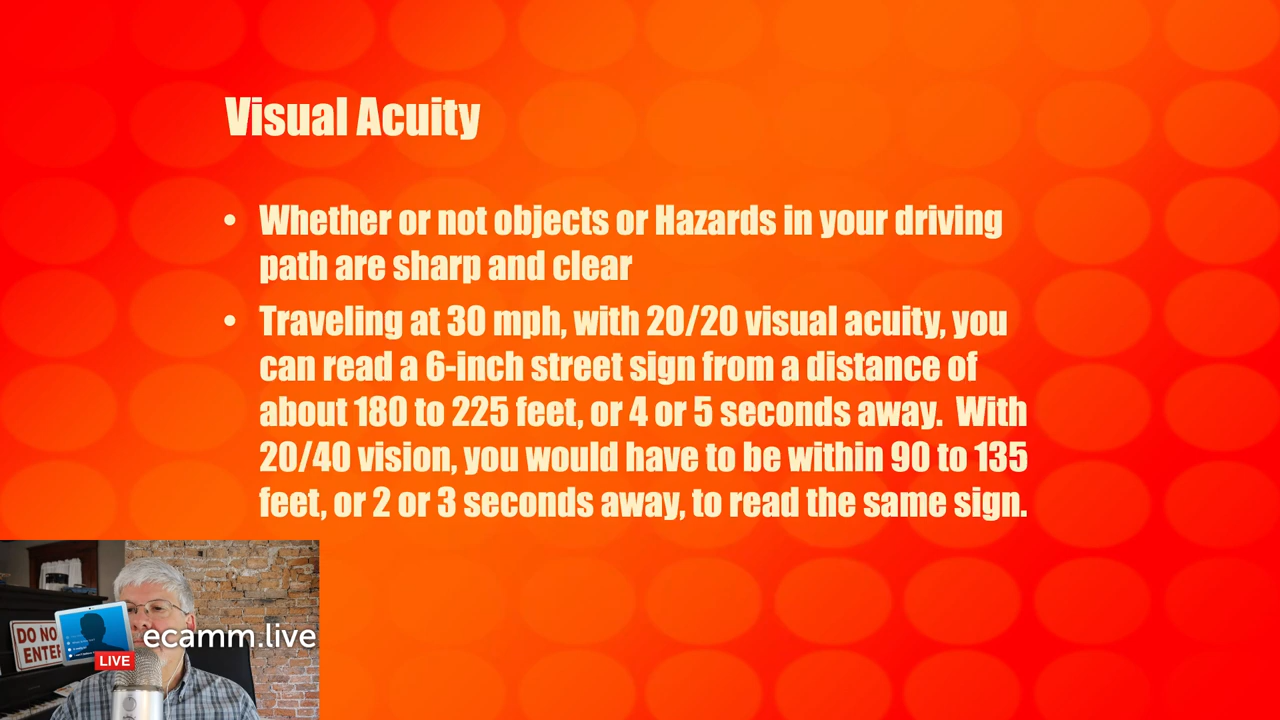 Visual Acuity
• Whether or not objects or Hazards in your driving
path are sharp and clear
• Traveling at 30 mph, with 20/20 visual acuity, you
can read a 6-inch street sign from a distance of
about 180 to 225 feet, or 4 or 5 seconds away.  With
20/40 vision, you would have to be within 90 to 135
feet, or 2 or 3 seconds away, to read the same sign.
DO NO
ENTE
ecamm.live
LIVE